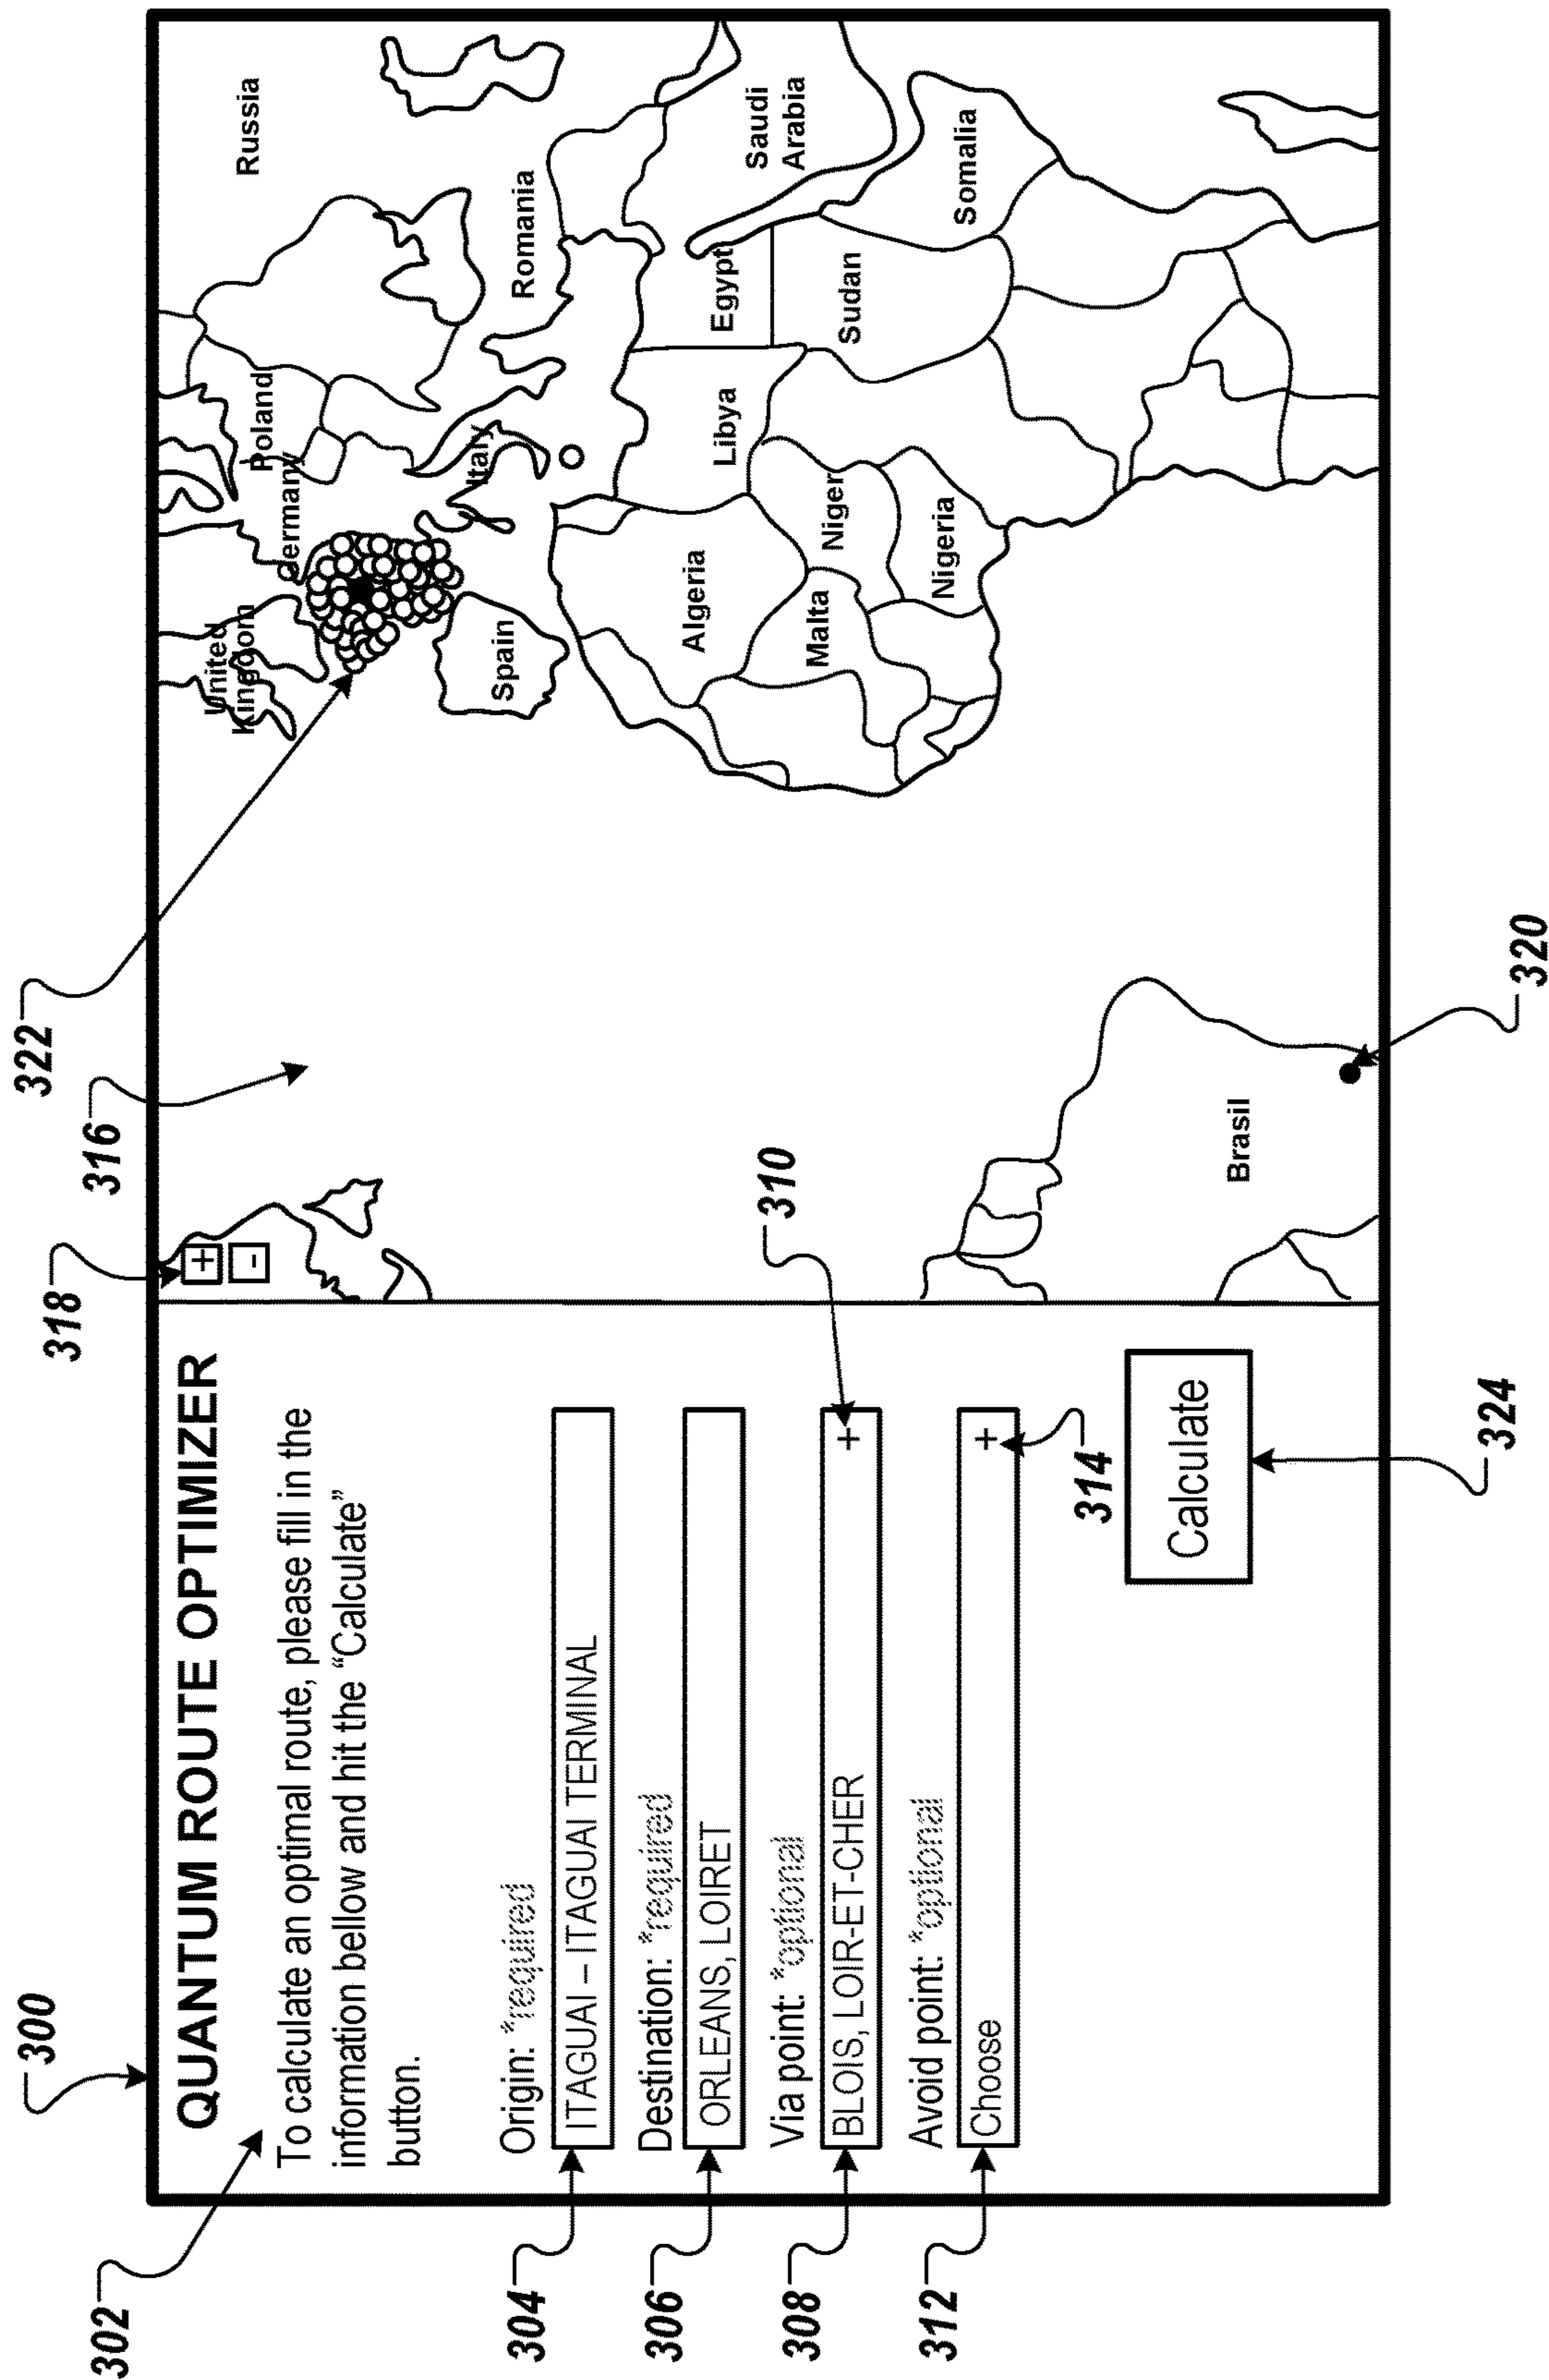 300
302
QUANTUM ROUTE OPTIMIZER
To calculate an optimal route, please fill in the
information bellow and hit the “Calculate”
button.
Origin: *required
304
ITAGUAI – ITAGUAI TERMINAL
Destination: *required
306
ORLEANS, LOIRET
Via point: *optional
308
BLOIS, LOIR-ET-CHER
+
310
Avoid point: *optional
312
Choose
+
314
Calculate
324
318
+
-
316
322
United
Kingdom
Germany
Poland
Russia
Spain
Italy
Romania
Algeria
Libya
Egypt
Saudi
Arabia
Malta
Niger
Sudan
Nigeria
Somalia
Brasil
320